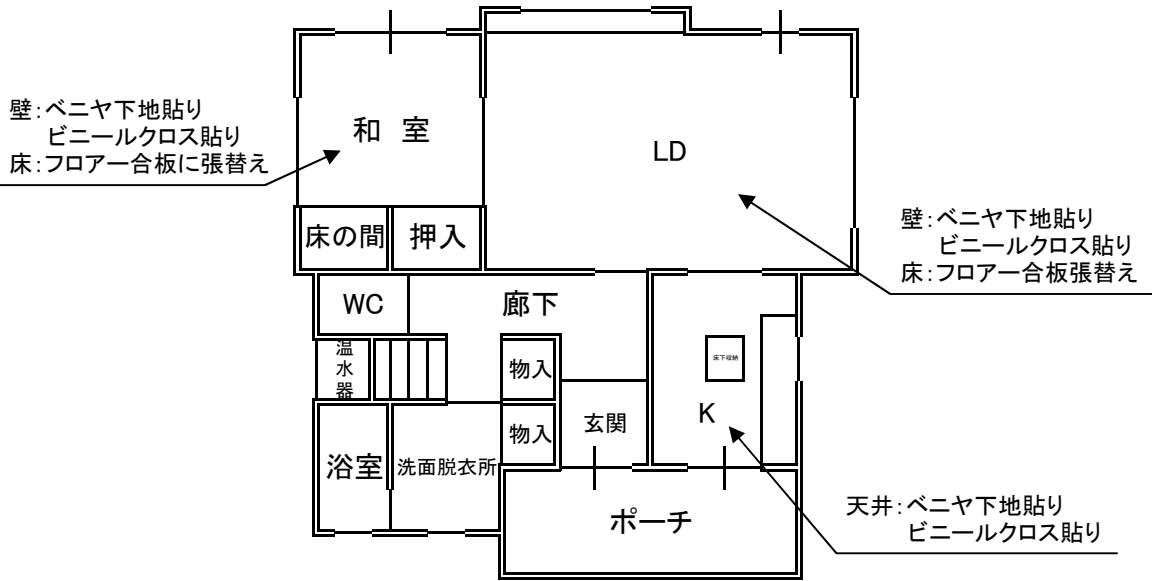 壁：ベニヤ下地貼り
ビニールクロス貼り
床：フロアー合板に張替え
和 室
LD
壁：ベニヤ下地貼り
ビニールクロス貼り
床：フロアー合板張替え
床の間
押入
WC
廊下
温水器
物入
床下収納
K
物入
玄関
浴室
洗面脱衣所
ポーチ
天井：ベニヤ下地貼り
ビニールクロス貼り